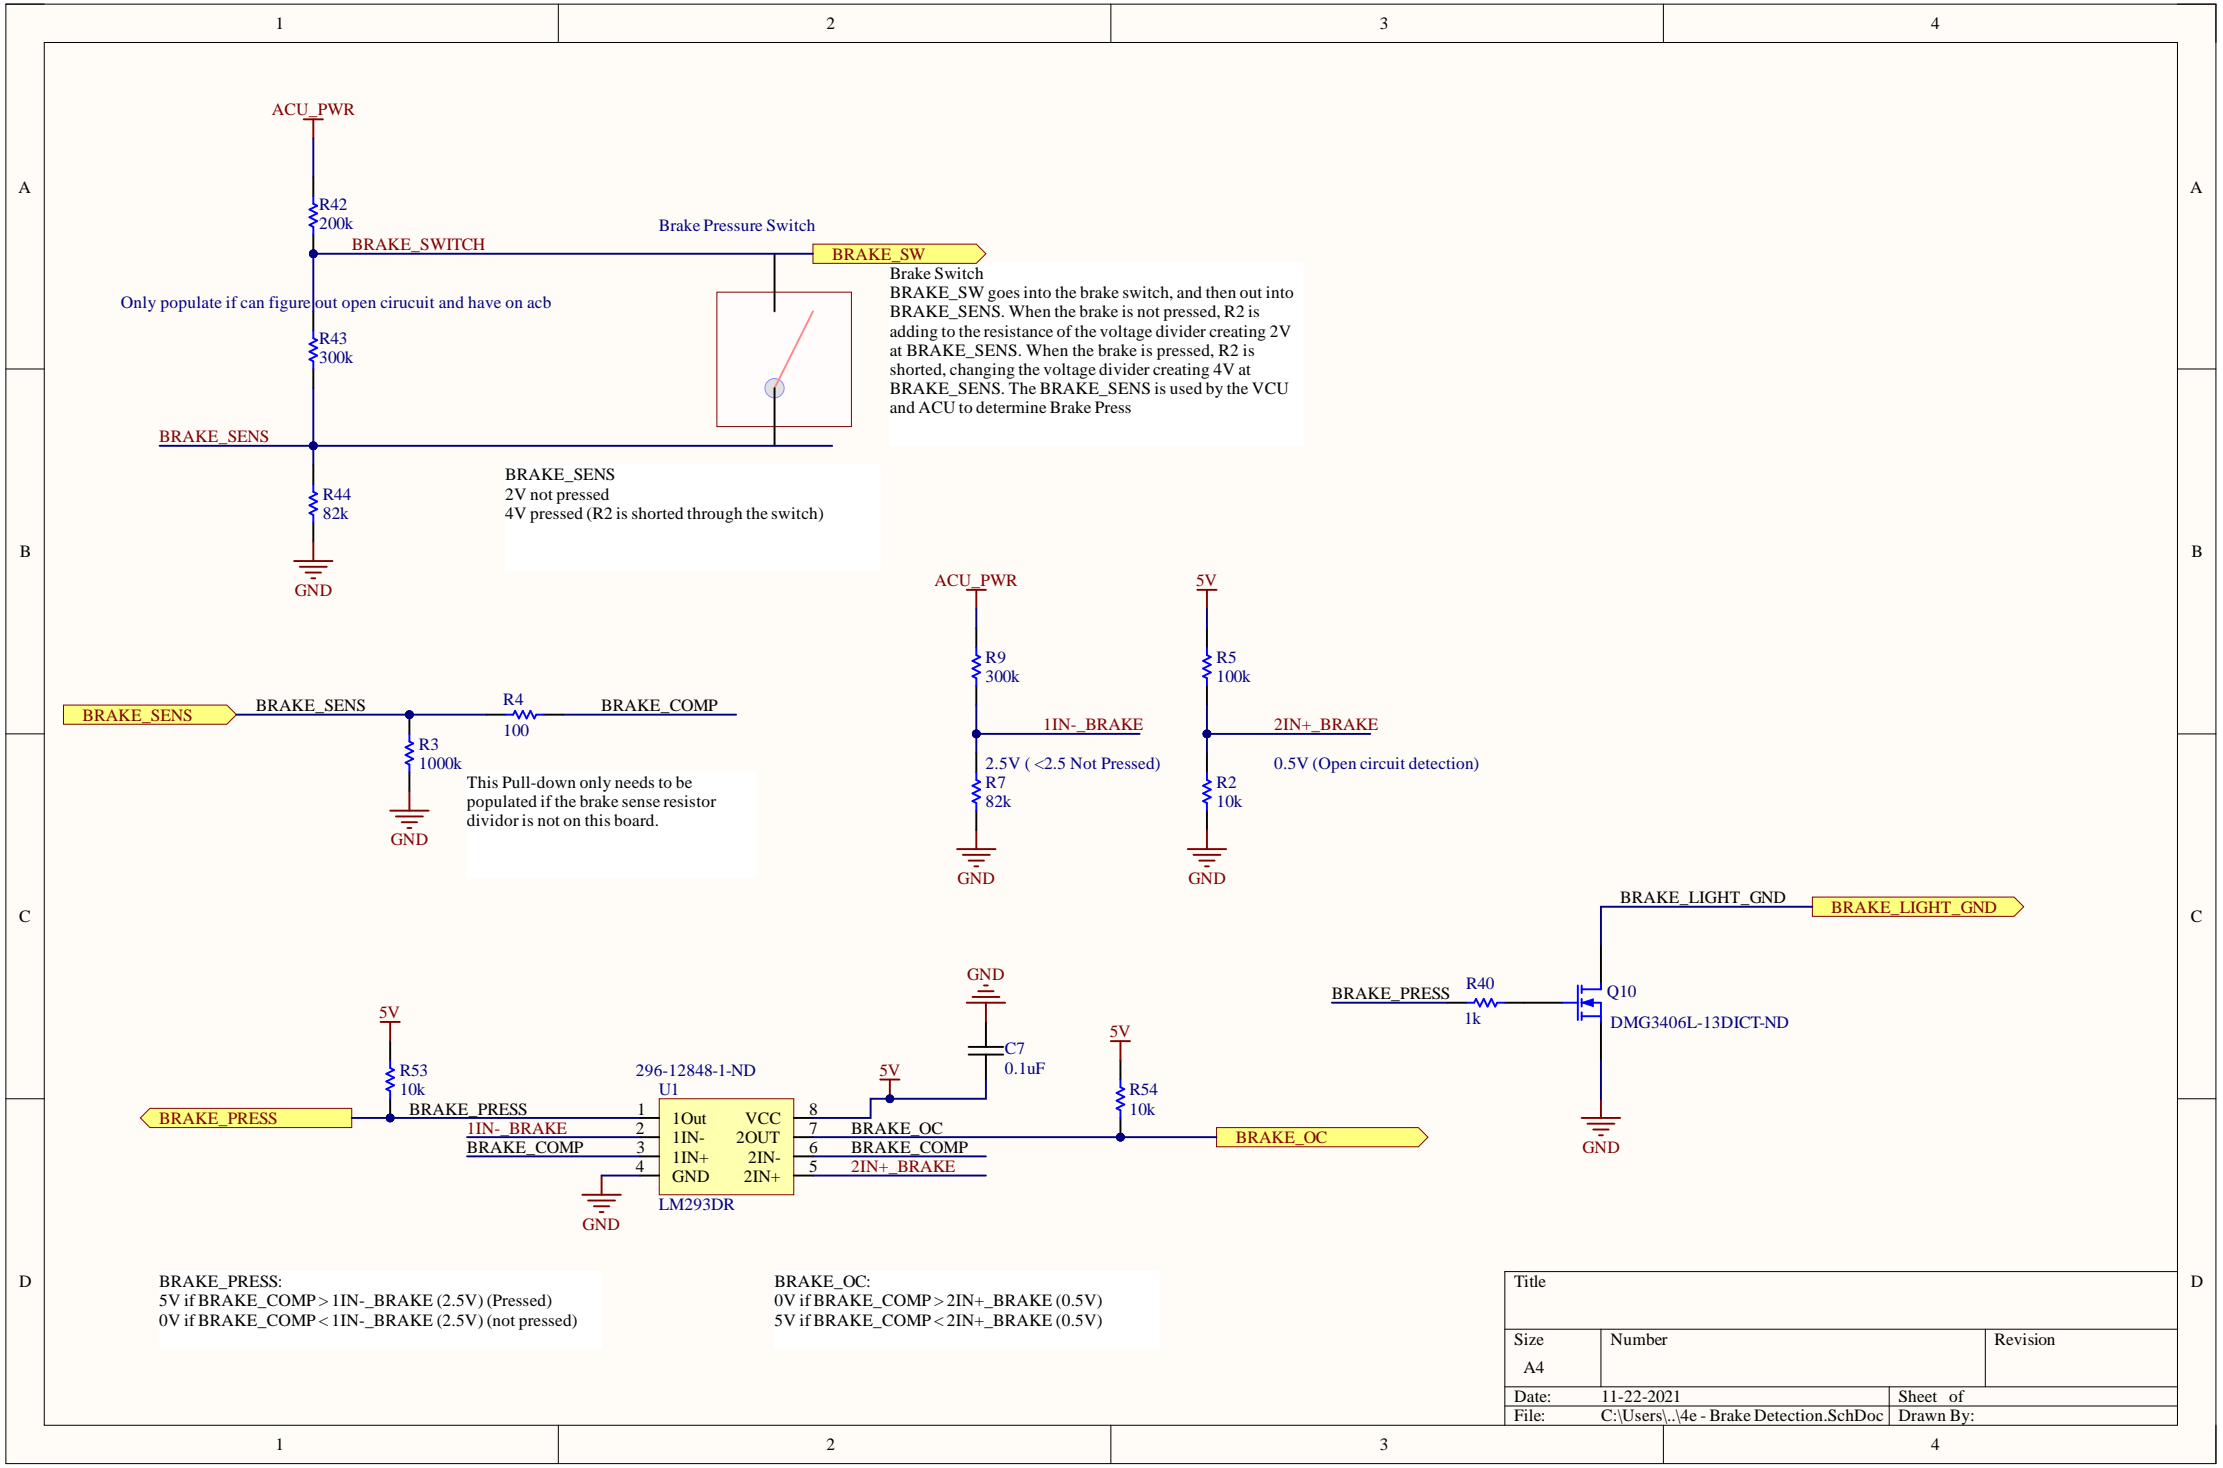 1
2
3
4
A
A
ACU_PWR
R42
200k
BRAKE_SWITCH
Brake Pressure Switch
BRAKE_SW
Only populate if can figure out open cirucuit and have on acb
R43
300k
Brake Switch
BRAKE_SW goes into the brake switch, and then out into
BRAKE_SENS. When the brake is not pressed, R2 is
adding to the resistance of the voltage divider creating 2V
at BRAKE_SENS. When the brake is pressed, R2 is
shorted, changing the voltage divider creating 4V at
BRAKE_SENS. The BRAKE_SENS is used by the VCU
and ACU to determine Brake Press
BRAKE_SENS
R44
82k
GND
BRAKE_SENS
2V not pressed
4V pressed (R2 is shorted through the switch)
B
B
BRAKE_SENS
BRAKE_SENS
R4
100
BRAKE_COMP
R3
1000k
GND
This Pull-down only needs to be
populated if the brake sense resistor
dividor is not on this board.
ACU_PWR
R9
300k
1IN-_BRAKE
2.5V ( <2.5 Not Pressed)
R7
82k
GND
5V
R5
100k
2IN+_BRAKE
0.5V (Open circuit detection)
R2
10k
GND
C
C
BRAKE_LIGHT_GND
BRAKE_LIGHT_GND
BRAKE_PRESS
R40
1k
Q10
DMG3406L-13DICT-ND
GND
5V
R53
10k
BRAKE_PRESS
BRAKE_PRESS
1IN-_BRAKE
BRAKE_COMP
GND
296-12848-1-ND
U1
1 1Out VCC 8
2 1IN- 2OUT 7
3 1IN+ 2IN- 6
4 GND 2IN+ 5
LM293DR
GND
C7
0.1uF
5V
BRAKE_OC
BRAKE_COMP
2IN+_BRAKE
5V
R54
10k
BRAKE_OC
D
D
BRAKE_PRESS:
5V if BRAKE_COMP > 1IN-_BRAKE (2.5V) (Pressed)
0V if BRAKE_COMP < 1IN-_BRAKE (2.5V) (not pressed)
BRAKE_OC:
0V if BRAKE_COMP > 2IN+_BRAKE (0.5V)
5V if BRAKE_COMP < 2IN+_BRAKE (0.5V)
Title
Size Number Revision
A4
Date: 11-22-2021 Sheet of
File: C:\Users\..\4e - Brake Detection.SchDoc Drawn By:
1
2
3
4